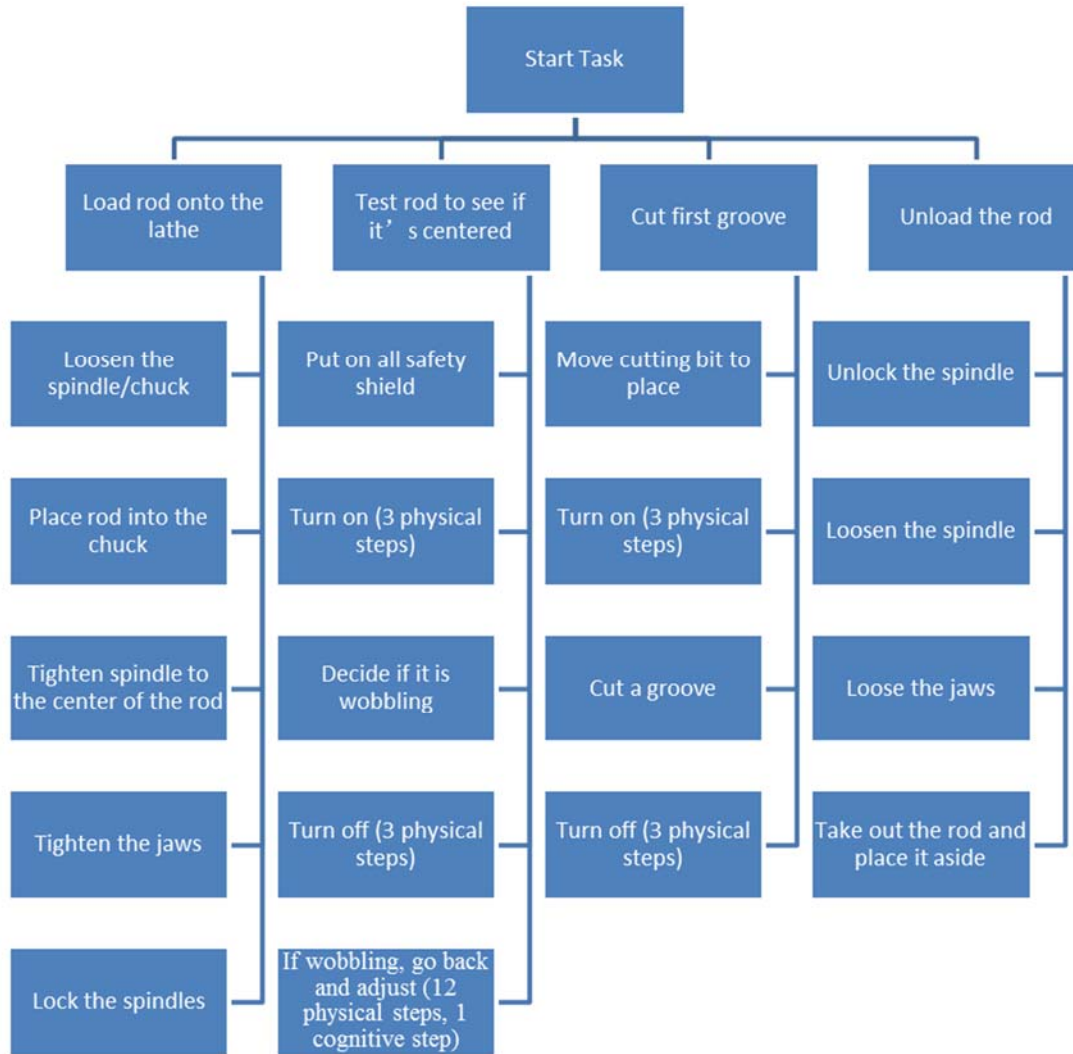 Start Task
Load rod onto the
lathe
Test rod to see if
it’s centered
Cut first groove
Unload the rod
Loosen the
spindle/chuck
Place rod into the
chuck
Tighten spindle to
the center of the rod
Tighten the jaws
Lock the spindles
Put on all safety
shield
Turn on (3 physical
steps)
Decide if it is
wobbling
Turn off (3 physical
steps)
If wobbling, go back
and adjust (12
physical steps, 1
cognitive step)
Move cutting bit to
place
Turn on (3 physical
steps)
Cut a groove
Turn off (3 physical
steps)
Unlock the spindle
Loosen the spindle
Loose the jaws
Take out the rod and
place it aside